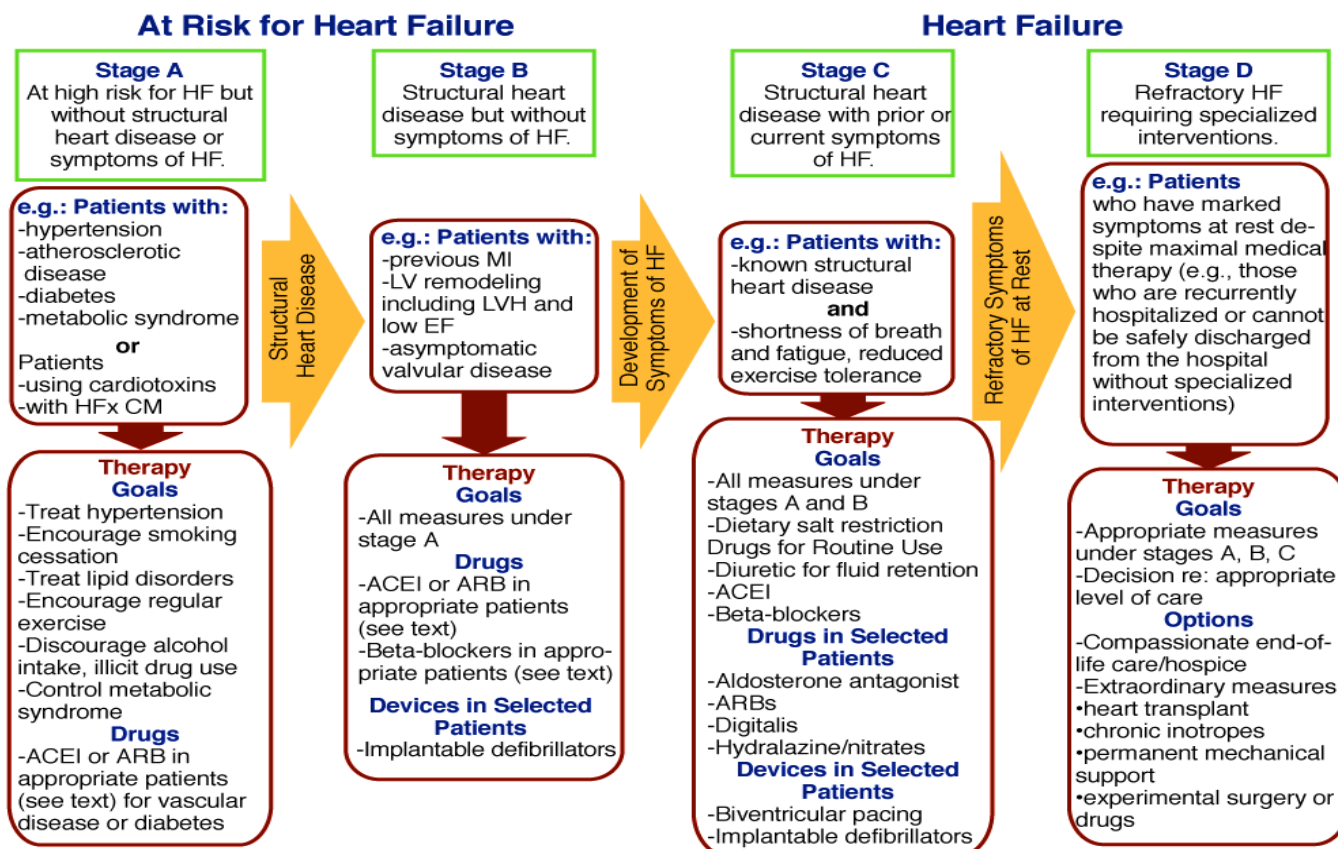 At Risk for Heart Failure
Heart Failure
Stage A
At high risk for HF but
without structural
heart disease or
symptoms of HF.
e.g.: Patients with:
-hypertension
-atherosclerotic
disease
-diabetes
-metabolic syndrome
or
Patients
-using cardiotoxins
-with HFx CM
Therapy
Goals
-Treat hypertension
-Encourage smoking
cessation
-Treat lipid disorders
-Encourage regular
exercise
-Discourage alcohol
intake, illicit drug use
-Control metabolic
syndrome
Drugs
-ACEI or ARB in
appropriate patients
(see text) for vascular
disease or diabetes
Structural
Heart Disease
Stage B
Structural heart
disease but without
symptoms of HF.
e.g.: Patients with:
-previous MI
-LV remodeling
including LVH and
low EF
-asymptomatic
valvular disease
Therapy
Goals
-All measures under
stage A
Drugs
-ACEI or ARB in
appropriate patients
(see text)
-Beta-blockers in appro-
priate patients (see text)
Devices in Selected
Patients
-Implantable defibrillators
Development of
Symptoms of HF
Stage C
Structural heart
disease with prior or
current symptoms
of HF.
e.g.: Patients with:
-known structural
heart disease
and
-shortness of breath
and fatigue, reduced
exercise tolerance
Therapy
Goals
-All measures under
stages A and B
-Dietary salt restriction
Drugs for Routine Use
-Diuretic for fluid retention
-ACEI
-Beta-blockers
Drugs in Selected
Patients
-Aldosterone antagonist
-ARBs
-Digitalis
-Hydralazine/nitrates
Devices in Selected
Patients
-Biventricular pacing
-Implantable defibrillators
Refractory Symptoms
of HF at Rest
Stage D
Refractory HF
requiring specialized
interventions.
e.g.: Patients
who have marked
symptoms at rest de-
spite maximal medical
therapy (e.g., those
who are recurrently
hospitalized or cannot
be safely discharged
from the hospital
without specialized
interventions)
Therapy
Goals
-Appropriate measures
under stages A, B, C
-Decision re: appropriate
level of care
Options
-Compassionate end-of-
life care/hospice
-Extraordinary measures
•heart transplant
•chronic inotropes
•permanent mechanical
support
•experimental surgery or
drugs